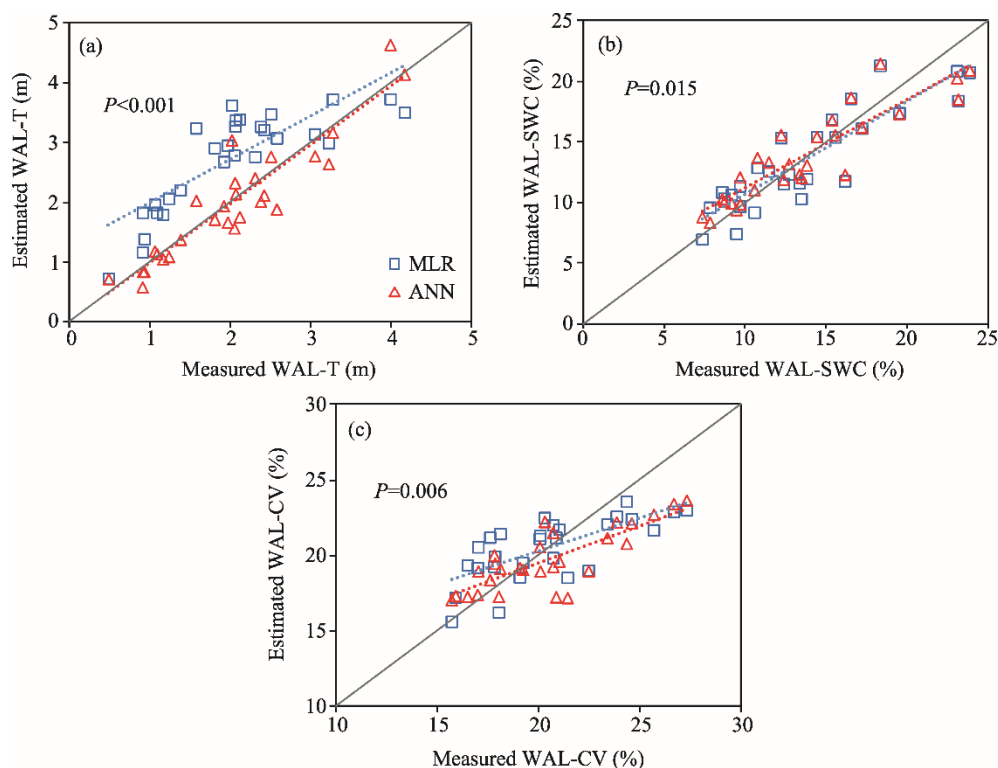 (a)
P<0.001
Estimated WAL-T (m)
5
4
3
2
1
0
0 1 2 3 4 5
Measured WAL-T (m)
MLR
ANN
(b)
P=0.015
Estimated WAL-SWC (%)
25
20
15
10
5
0
0 5 10 15 20 25
Measured WAL-SWC (%)
(c)
P=0.006
Estimated WAL-CV (%)
30
25
20
15
10
10 15 20 25 30
Measured WAL-CV (%)